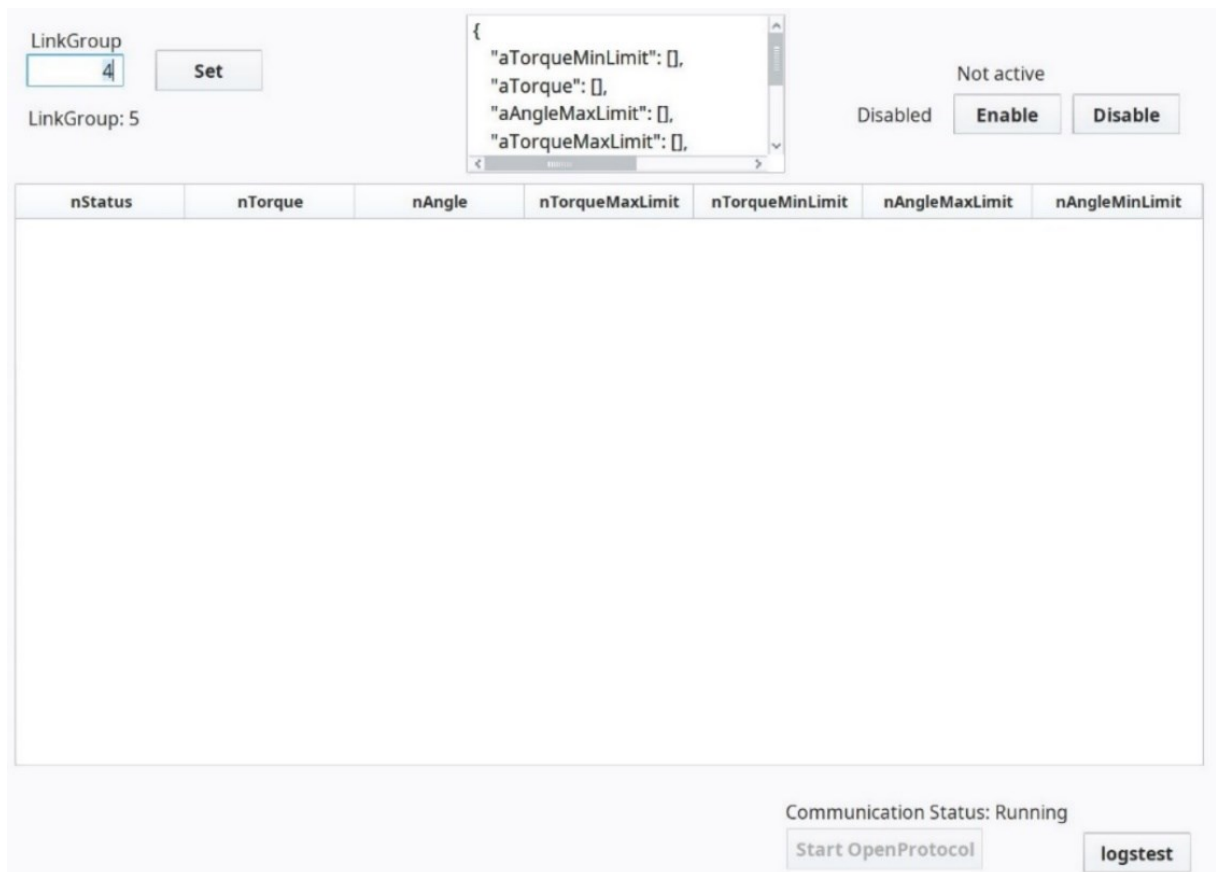 LinkGroup
4
Set
LinkGroup: 5
{
"aTorqueMinLimit": [],
"aTorque": [],
"aAngleMaxLimit": [],
"aTorqueMaxLimit": [],
Not active
Disabled Enable Disable
nStatus nTorque nAngle nTorqueMaxLimit nTorqueMinLimit nAngleMaxLimit nAngleMinLimit
Communication Status: Running
Start OpenProtocol
logstest